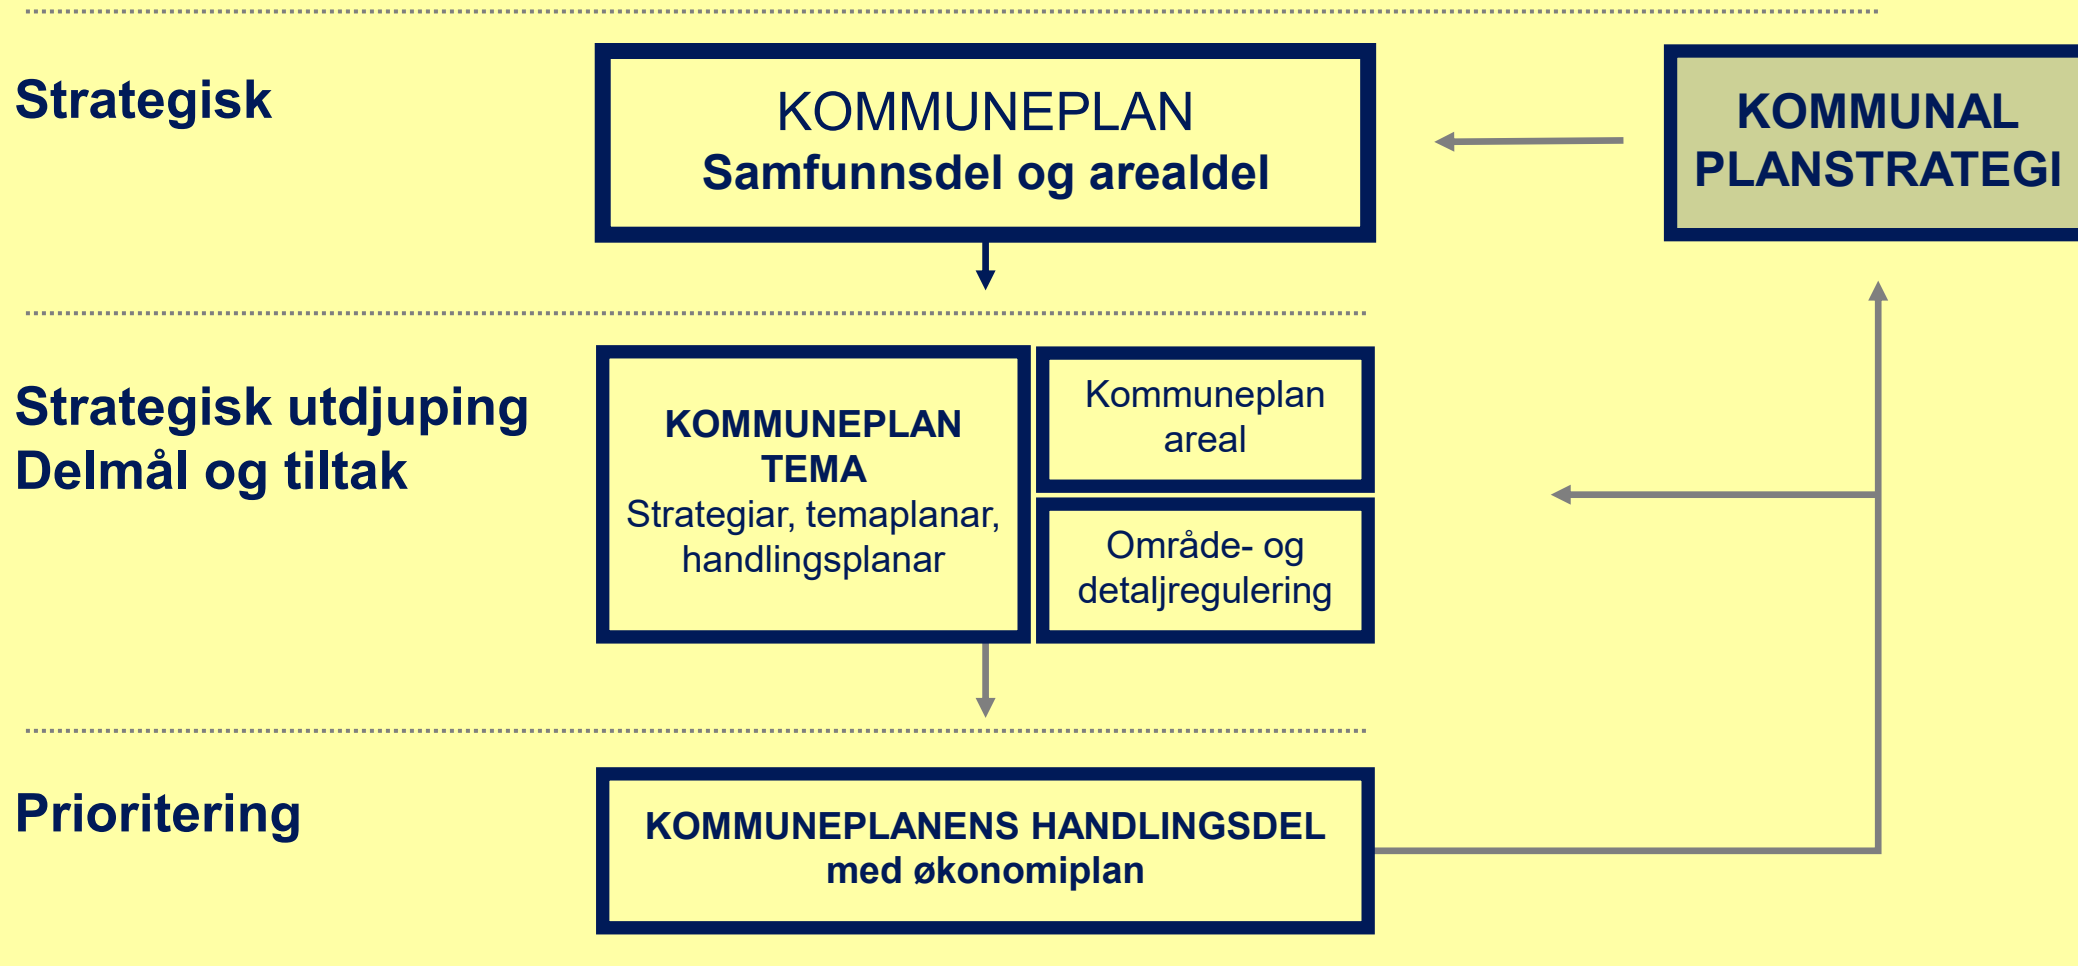 Strategisk
KOMMUNEPLAN
Samfunnsdel og arealdel
KOMMUNAL
PLANSTRATEGI
Strategisk utdjuping
Delmål og tiltak
KOMMUNEPLAN
TEMA
Strategiar, temaplanar,
handlingsplanar
Kommuneplan
areal
Område- og
detaljregulering
Prioritering
KOMMUNEPLANENS HANDLINGSDEL
med økonomiplan